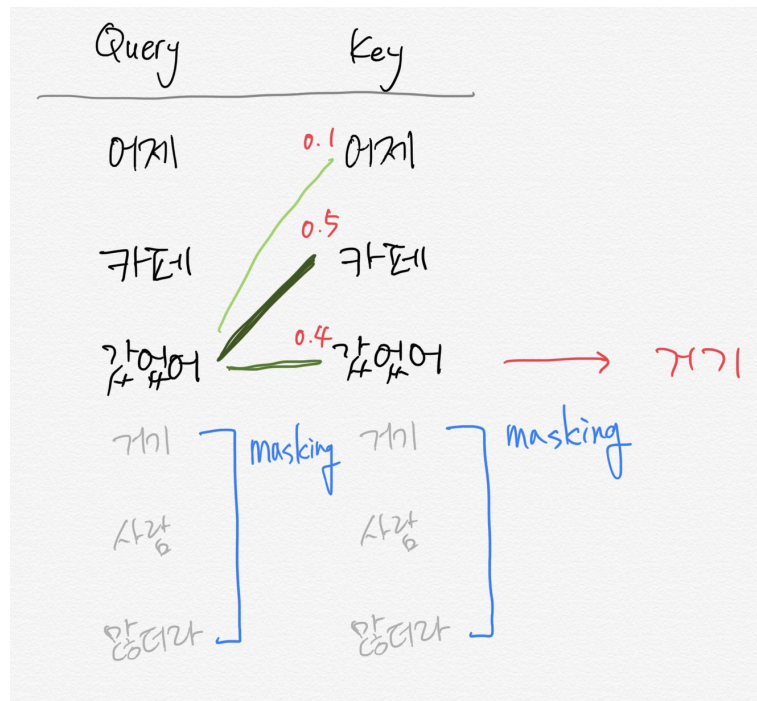 Query Key
어제 0.1 어제
0.5
카페 카페
0.4
갔었어 갔었어 거기
거기 masking 거기 masking
사람 사람
많더라 많더라